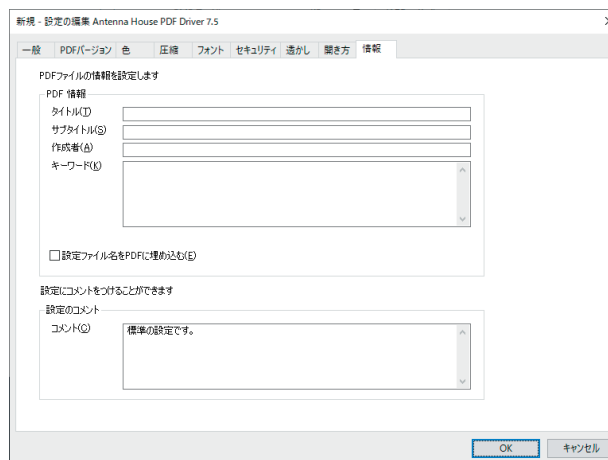 新規 - 設定の編集 Antenna House PDF Driver 7.5
一般 PDFバージョン 色 圧縮 フォント セキュリティ 透かし 開き方 情報
PDFファイルの情報を設定します
PDF 情報
タイトル(T)
サブタイトル(S)
作成者(A)
キーワード(K)
設定ファイル名をPDFに埋め込む(E)
設定にコメントをつけることができます
設定のコメント
コメント(C) 標準の設定です。
OK キャンセル